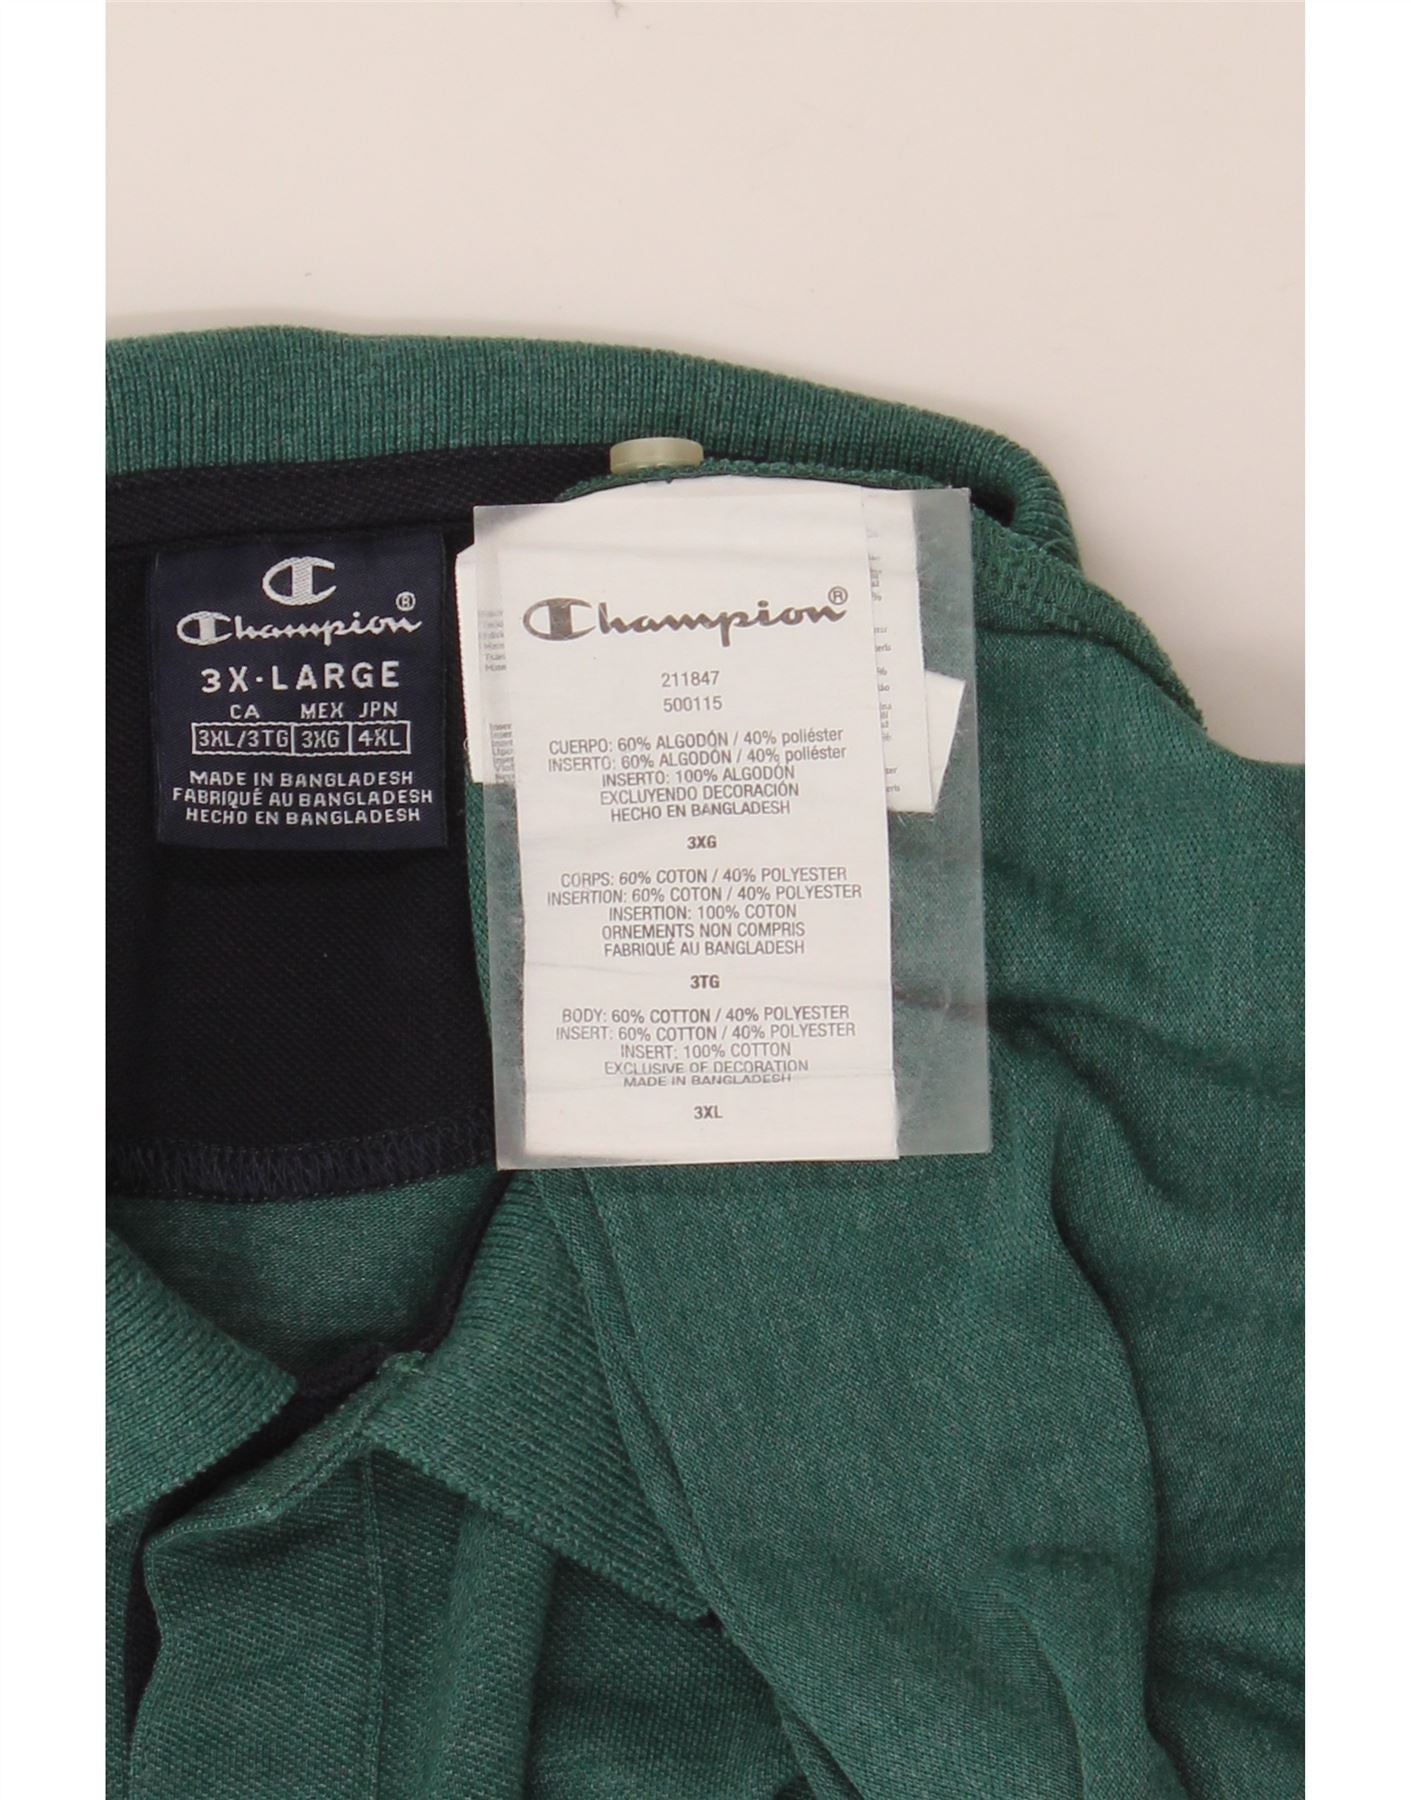 Champion®
3X-LARGE
CA MEX JPN
3XL/3TG 3XG 4XL
MADE IN BANGLADESH
FABRIQUÉ AU BANGLADESH
HECHO EN BANGLADESH
Champion®
211847
500115
CUERPO: 60% ALGODÓN / 40% poliéster
INSERTO: 60% ALGODÓN / 40% poliéster
INSERTO: 100% ALGODÓN
EXCLUYENDO DECORACIÓN
HECHO EN BANGLADESH
3XG
CORPS: 60% COTON / 40% POLYESTER
INSERTION: 60% COTON / 40% POLYESTER
INSERTION: 100% COTON
ORNEMENTS NON COMPRIS
FABRIQUÉ AU BANGLADESH
3TG
BODY: 60% COTTON / 40% POLYESTER
INSERT: 60% COTTON / 40% POLYESTER
INSERT: 100% COTTON
EXCLUSIVE OF DECORATION
MADE IN BANGLADESH
3XL